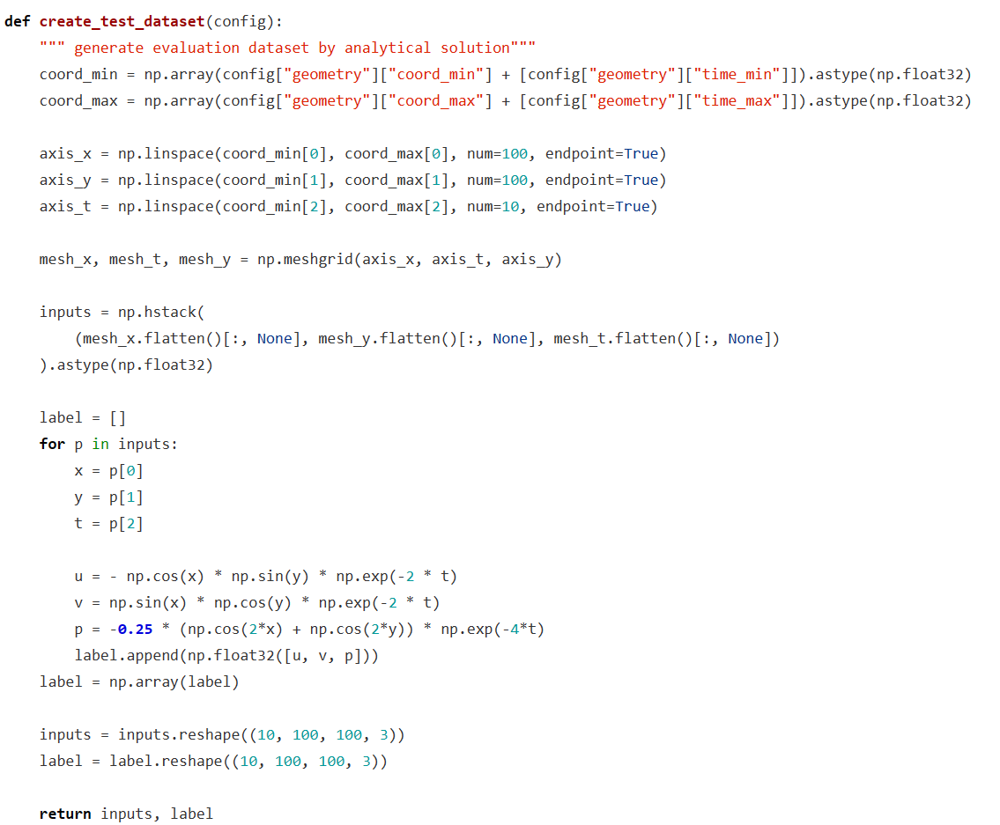 def create_test_dataset(config):
    """ generate evaluation dataset by analytical solution"""
    coord_min = np.array(config["geometry"]["coord_min"] + [config["geometry"]["time_min"]]).astype(np.float32)
    coord_max = np.array(config["geometry"]["coord_max"] + [config["geometry"]["time_max"]]).astype(np.float32)

    axis_x = np.linspace(coord_min[0], coord_max[0], num=100, endpoint=True)
    axis_y = np.linspace(coord_min[1], coord_max[1], num=100, endpoint=True)
    axis_t = np.linspace(coord_min[2], coord_max[2], num=10, endpoint=True)

    mesh_x, mesh_t, mesh_y = np.meshgrid(axis_x, axis_t, axis_y)

    inputs = np.hstack(
        (mesh_x.flatten()[:, None], mesh_y.flatten()[:, None], mesh_t.flatten()[:, None])
    ).astype(np.float32)

    label = []
    for p in inputs:
        x = p[0]
        y = p[1]
        t = p[2]

        u = - np.cos(x) * np.sin(y) * np.exp(-2 * t)
        v = np.sin(x) * np.cos(y) * np.exp(-2 * t)
        p = -0.25 * (np.cos(2*x) + np.cos(2*y)) * np.exp(-4*t)
        label.append(np.float32([u, v, p]))
    label = np.array(label)

    inputs = inputs.reshape((10, 100, 100, 3))
    label = label.reshape((10, 100, 100, 3))

    return inputs, label